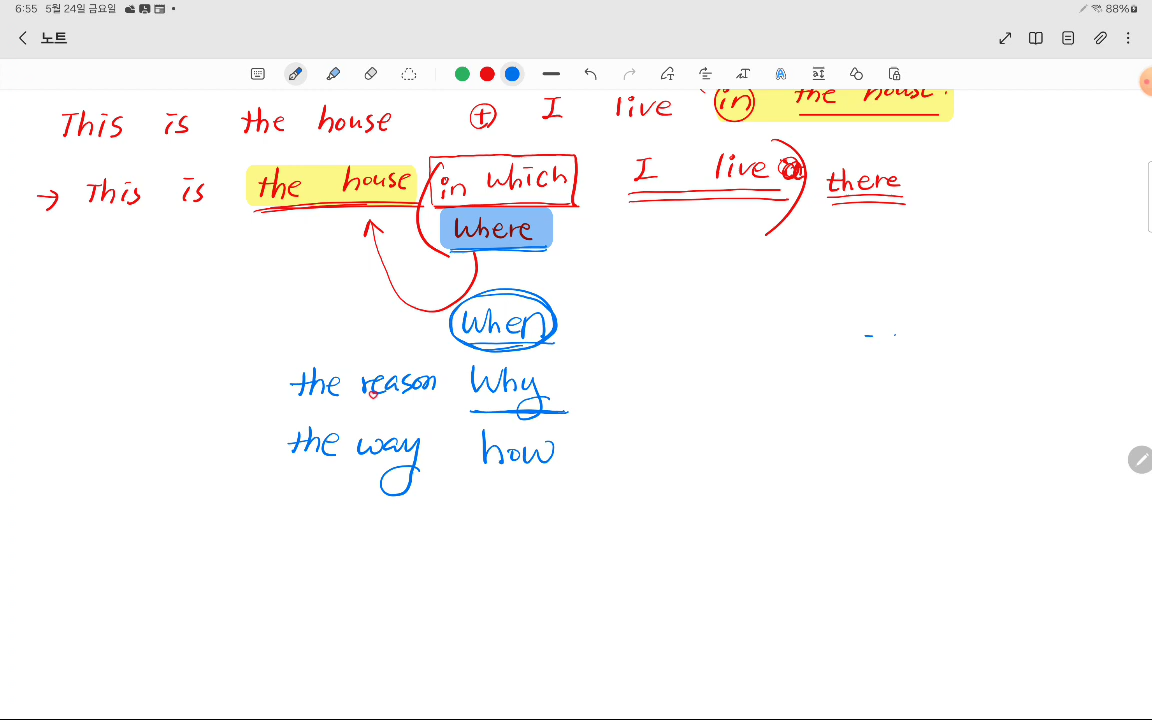 6:55 5월 24일 금요일 88%
노트
This is the house + I live (in) the house.
→ This is the house in which I live there
where
When
the reason Why
the way how